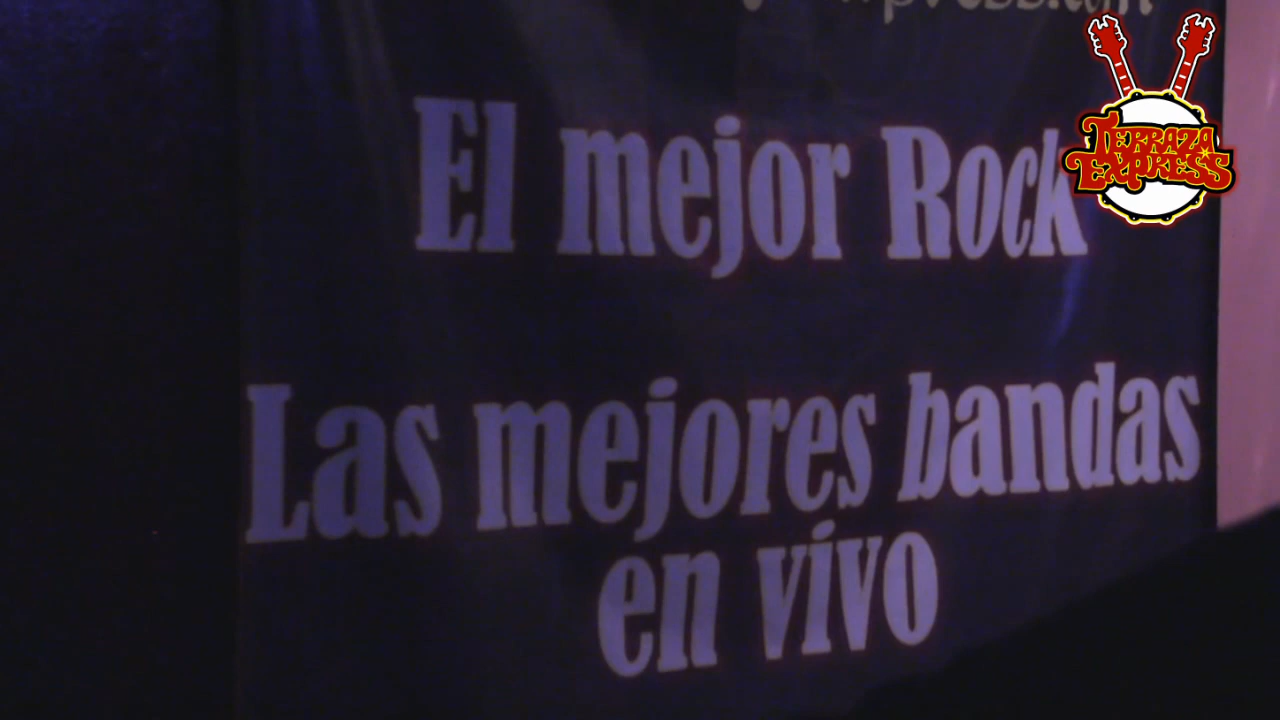 El mejor Rock
TERRAZA
EXPRESS
Las mejores bandas
en vivo